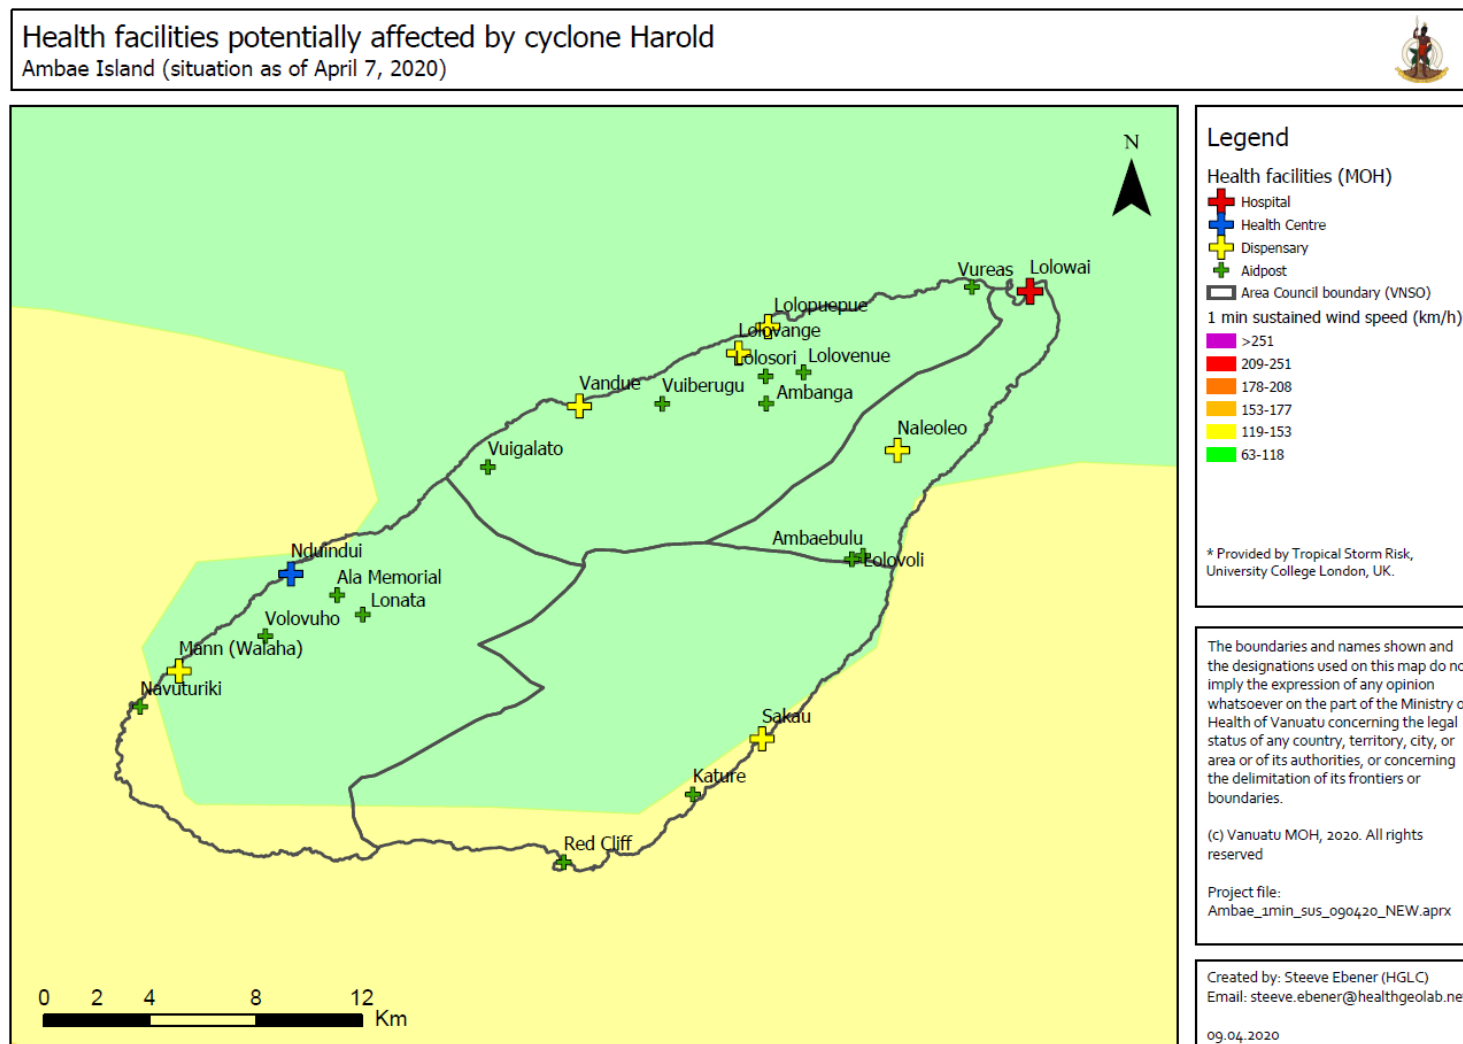 Health facilities potentially affected by cyclone Harold
Ambae Island (situation as of April 7, 2020)
N
Vureas
Lolowai
Lolopuepue
Lolovange
Lolosori
Lolovenue
Vandue
Vuiberugu
Ambanga
Naleoleo
Vuigalato
Ambaebulu
Lolovoli
Nduindui
Ala Memorial
Lonata
Volovuho
Mann (Walaha)
Navuturiki
Sakau
Kature
Red Cliff
0 2 4 8 12
Km
Legend
Health facilities (MOH)
Hospital
Health Centre
Dispensary
Aidpost
Area Council boundary (VNSO)
1 min sustained wind speed (km/h)
>251
209-251
178-208
153-177
119-153
63-118
* Provided by Tropical Storm Risk,
University College London, UK.
The boundaries and names shown and
the designations used on this map do no
imply the expression of any opinion
whatsoever on the part of the Ministry o
Health of Vanuatu concerning the legal
status of any country, territory, city, or
area or of its authorities, or concerning
the delimitation of its frontiers or
boundaries.
(c) Vanuatu MOH, 2020. All rights
reserved
Project file:
Ambae_1min_sus_090420_NEW.aprx
Created by: Steeve Ebener (HGLC)
Email: steeve.ebener@healthgeolab.ne
09.04.2020